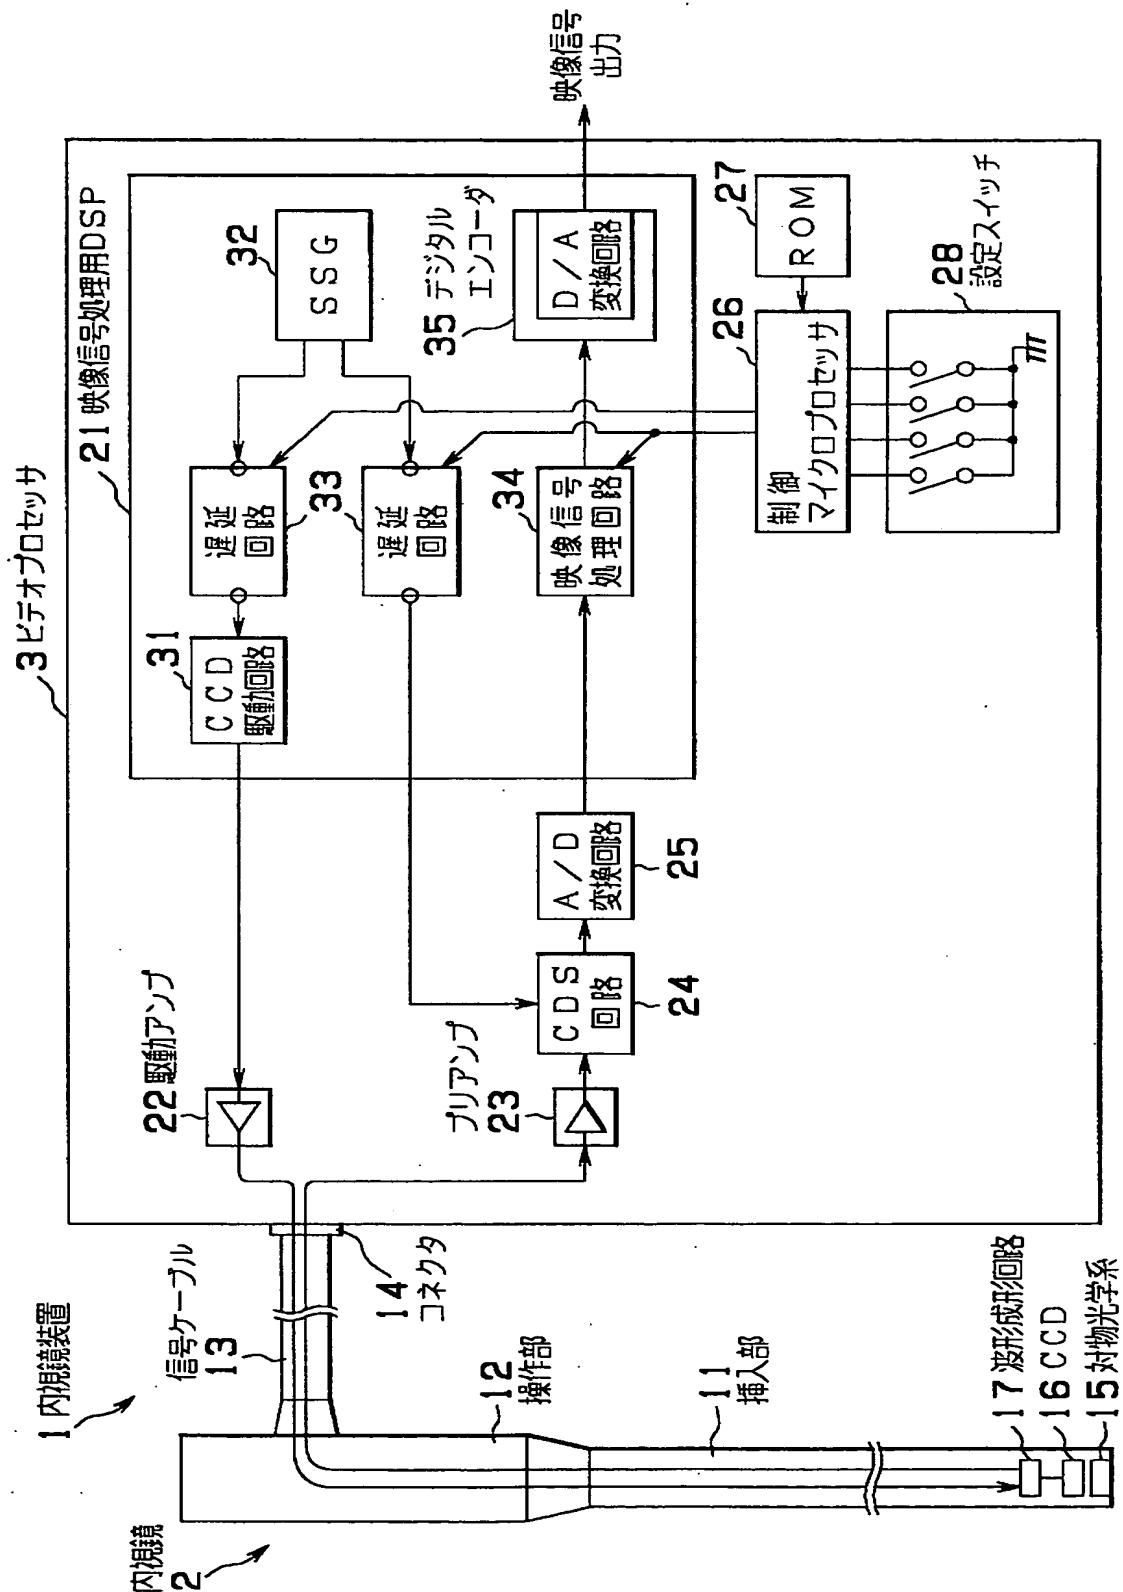 1 内視鏡装置
内視鏡
2
信号ケーブル
13
14
コネクタ
12
操作部
11
挿入部
17 波形成形回路
16 CCD
15 対物光学系
3 ビデオプロセッサ
21 映像信号処理用DSP
22 駆動アンプ
プリアンプ
23
CDS
回路
24
A/D
変換回路
25
31
CCD
駆動回路
遅延
回路
33
遅延
回路
34
映像信号
処理回路
32
SSG
35 デジタル
エンコーダ
D/A
変換回路
映像信号
出力
26
制御
マイクロプロセッサ
27
ROM
28
設定スイッチ